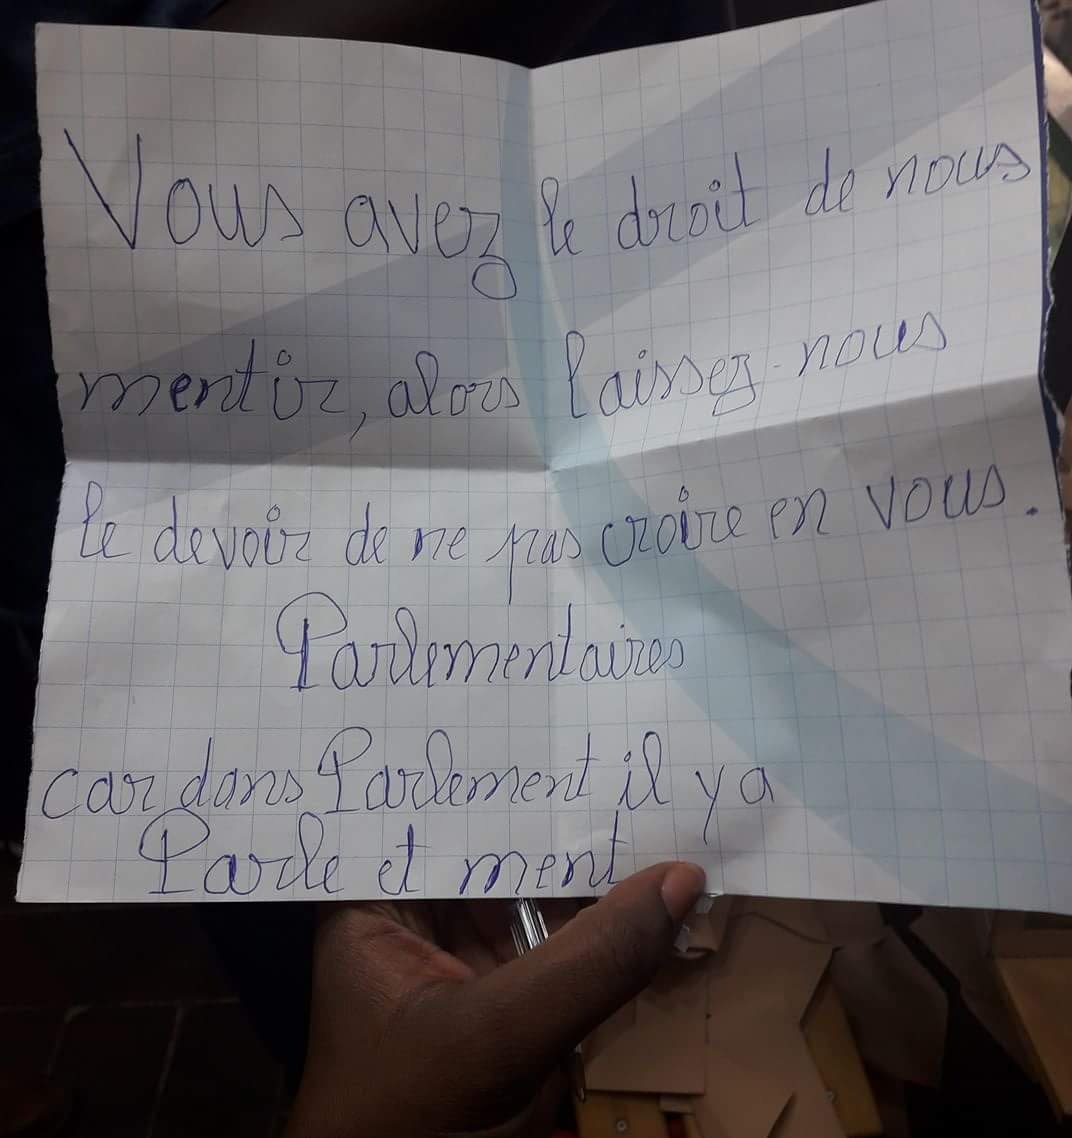 Vous avez le droit de nous
mentir, alors laissez-nous
le devoir de ne pas croire en vous.
Parlementaires
car dans Parlement il y a
Parle et ment